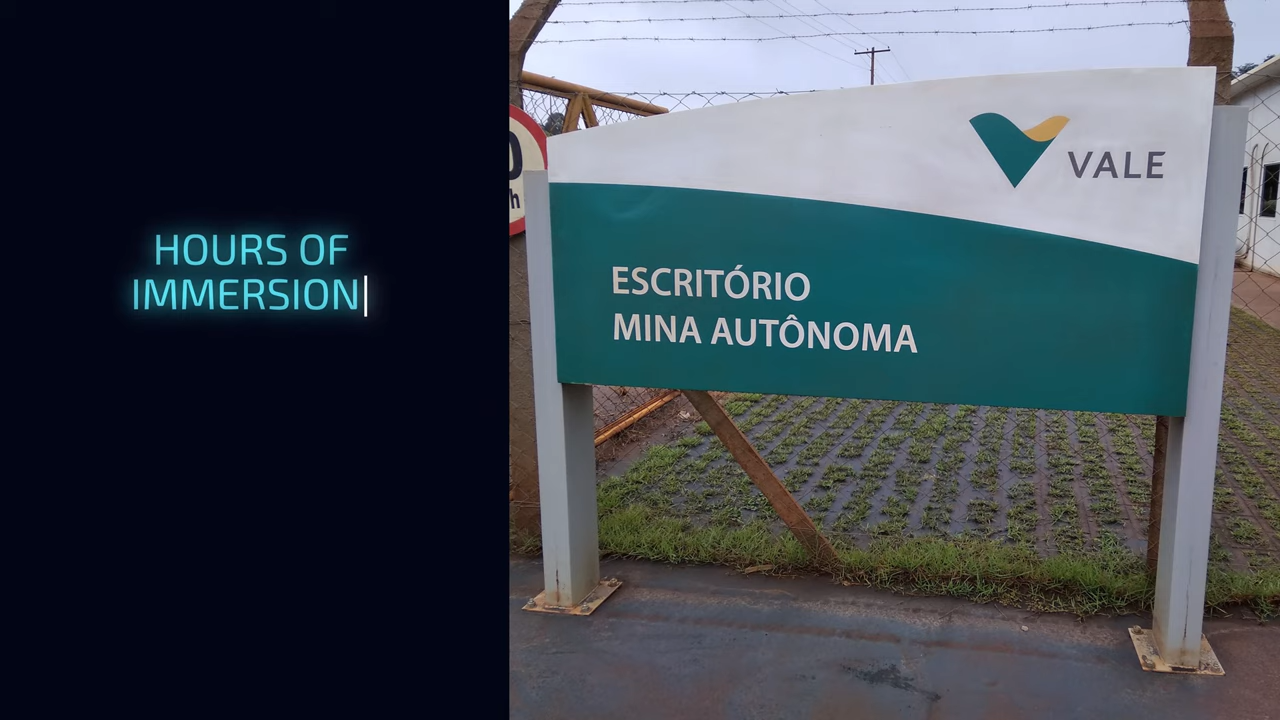 HOURS OF
IMMERSION
VALE
ESCRITÓRIO
MINA AUTÔNOMA